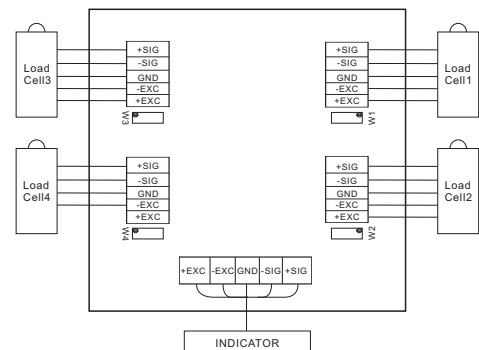 Load
Cell3
+SIG
-SIG
GND
-EXC
+EXC
W3
+SIG
-SIG
GND
-EXC
+EXC
W1
Load
Cell1
Load
Cell4
+SIG
-SIG
GND
-EXC
+EXC
W4
+SIG
-SIG
GND
-EXC
+EXC
W2
Load
Cell2
+EXC -EXC GND -SIG +SIG
INDICATOR